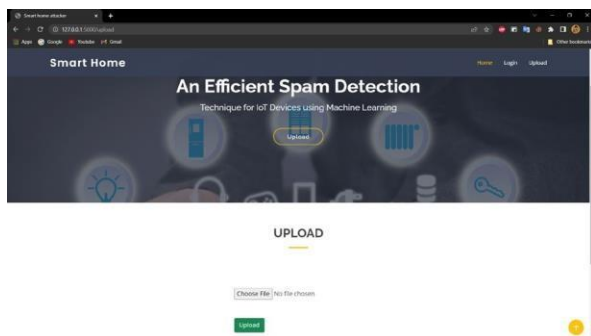 Smart home attacker
127.0.0.1:5000/upload
Apps Google Youtube Gmail
Other bookmarks
Smart Home
Home Login Upload
An Efficient Spam Detection
Technique for IoT Devices using Machine Learning
Upload
UPLOAD
Choose File No file chosen
Upload